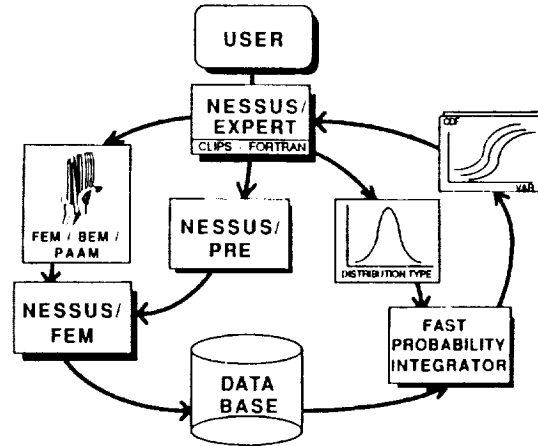 USER
NESSUS/
EXPERT
CLIPS - FORTRAN
CDF
VAR
FEM / BEM /
PAAM
NESSUS/
PRE
DISTRIBUTION TYPE
NESSUS/
FEM
FAST
PROBABILITY
INTEGRATOR
DATA
BASE